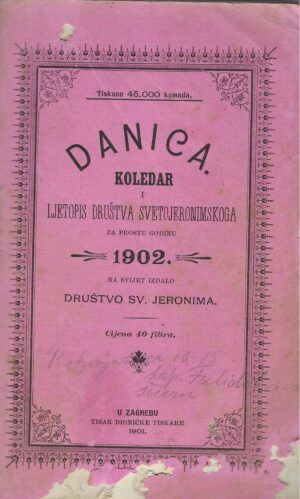 Tiskano 45.000 komada.
DANICA.
KOLEDAR
I
LJETOPIS DRUŠTVA SVETOJERONIMSKOGA
ZA PROSTU GODINU
1902.
NA SVIJET IZDALO
DRUŠTVO SV. JERONIMA.
Cijena 40 filira.
U ZAGREBU
TISAK DIONIČKE TISKARE
1901.